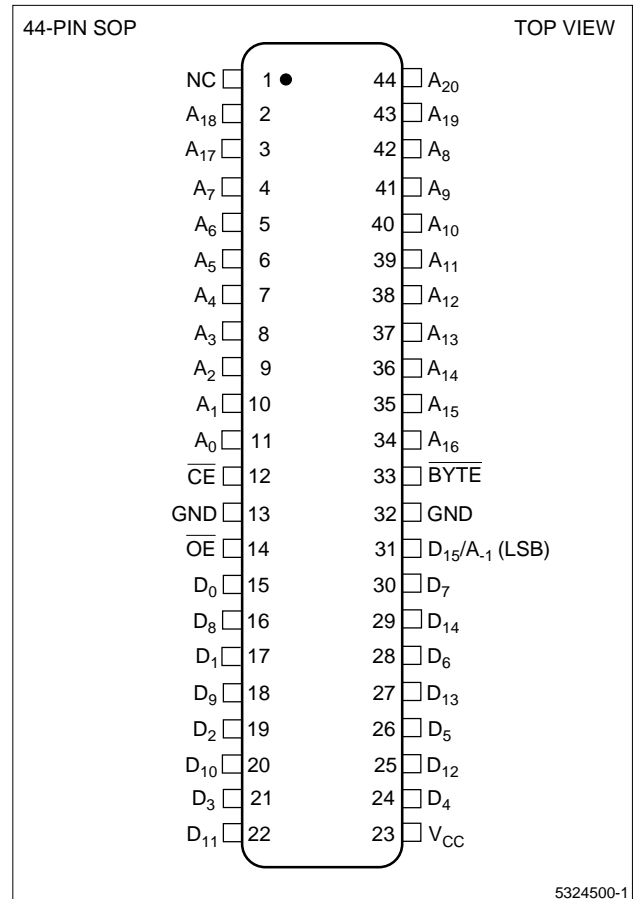 44-PIN SOP TOP VIEW
NC 1 44 A₂₀
A₁₈ 2 43 A₁₉
A₁₇ 3 42 A₈
A₇ 4 41 A₉
A₆ 5 40 A₁₀
A₅ 6 39 A₁₁
A₄ 7 38 A₁₂
A₃ 8 37 A₁₃
A₂ 9 36 A₁₄
A₁ 10 35 A₁₅
A₀ 11 34 A₁₆
C̅E̅ 12 33 B̅Y̅T̅E̅
GND 13 32 GND
O̅E̅ 14 31 D₁₅/A₋₁ (LSB)
D₀ 15 30 D₇
D₈ 16 29 D₁₄
D₁ 17 28 D₆
D₉ 18 27 D₁₃
D₂ 19 26 D₅
D₁₀ 20 25 D₁₂
D₃ 21 24 D₄
D₁₁ 22 23 V_CC
5324500-1